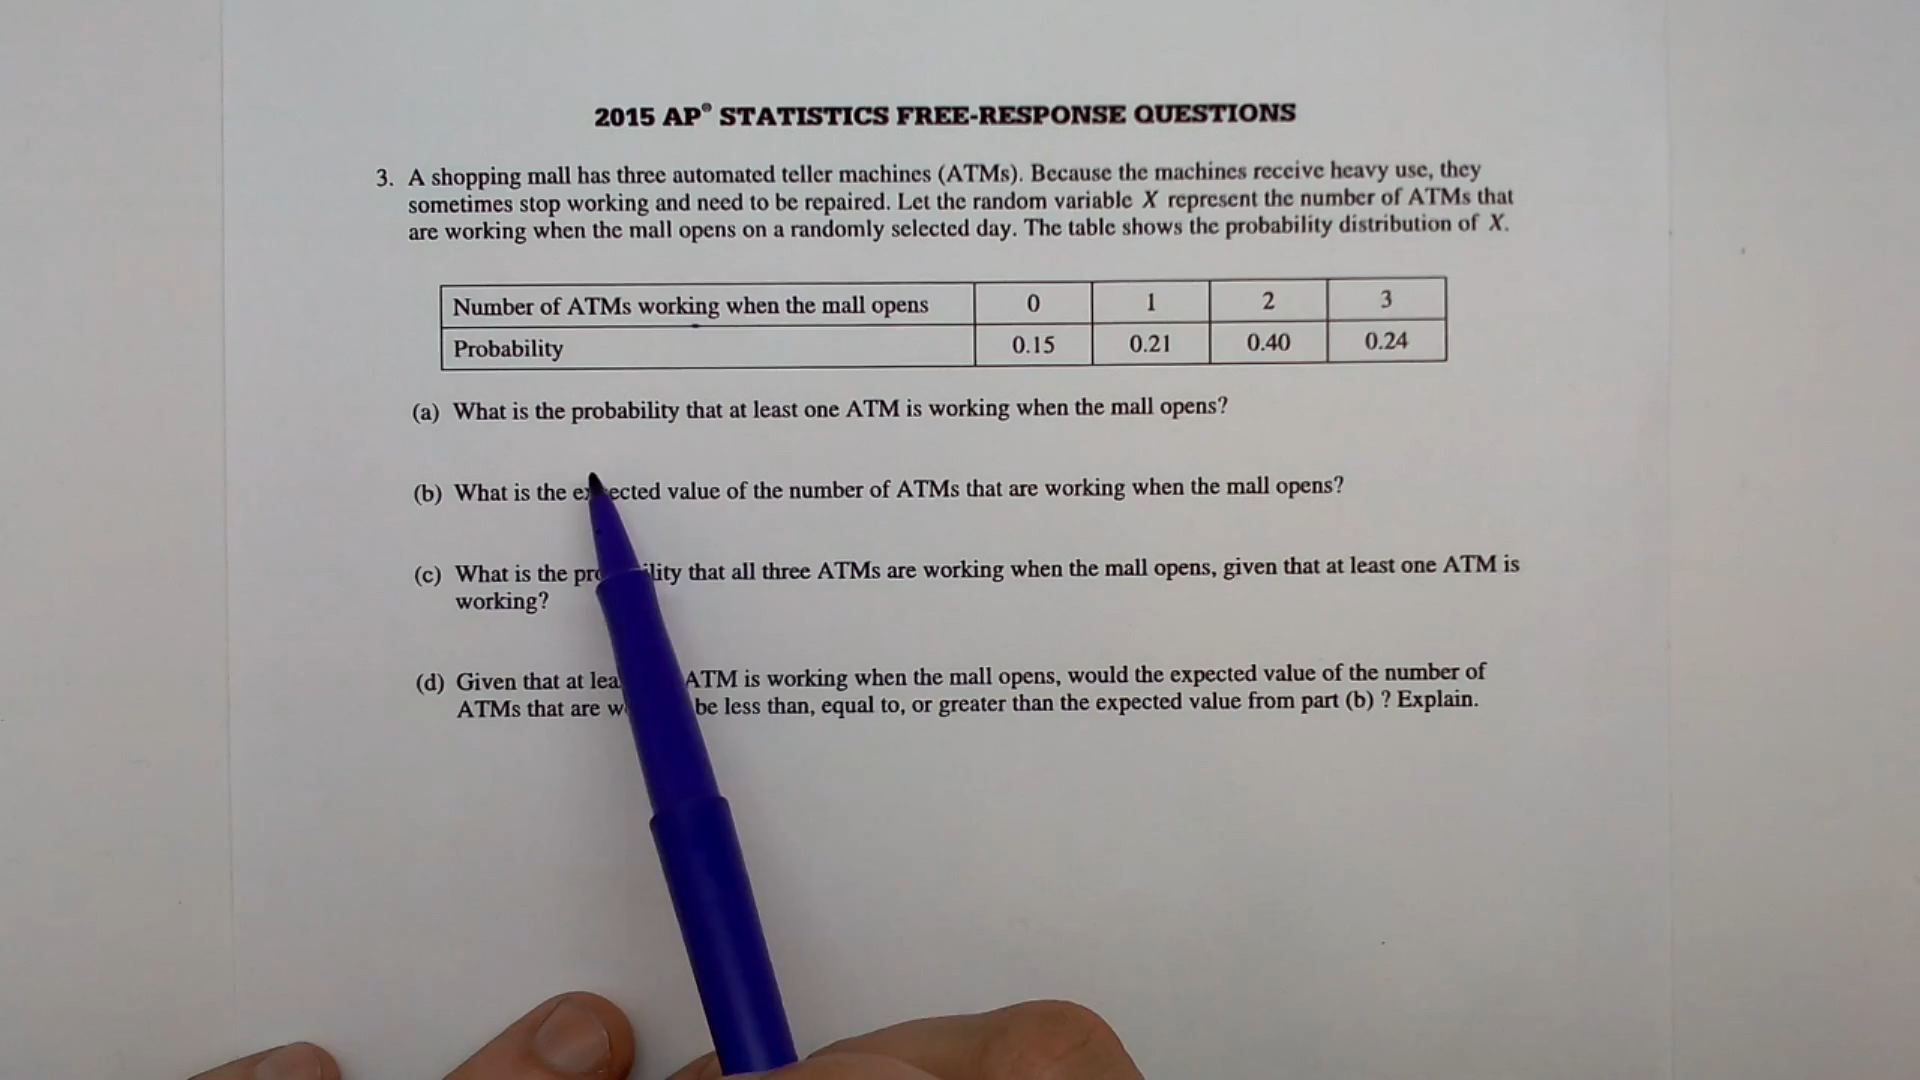 2015 AP® STATISTICS FREE-RESPONSE QUESTIONS
3. A shopping mall has three automated teller machines (ATMs). Because the machines receive heavy use, they
sometimes stop working and need to be repaired. Let the random variable X represent the number of ATMs that
are working when the mall opens on a randomly selected day. The table shows the probability distribution of X.
Number of ATMs working when the mall opens 0 1 2 3
Probability 0.15 0.21 0.40 0.24
(a) What is the probability that at least one ATM is working when the mall opens?
(b) What is the expected value of the number of ATMs that are working when the mall opens?
(c) What is the probability that all three ATMs are working when the mall opens, given that at least one ATM is
working?
(d) Given that at ATM is working when the mall opens, would the expected value of the number of
ATMs that are be less than, equal to, or greater than the expected value from part (b) ? Explain.